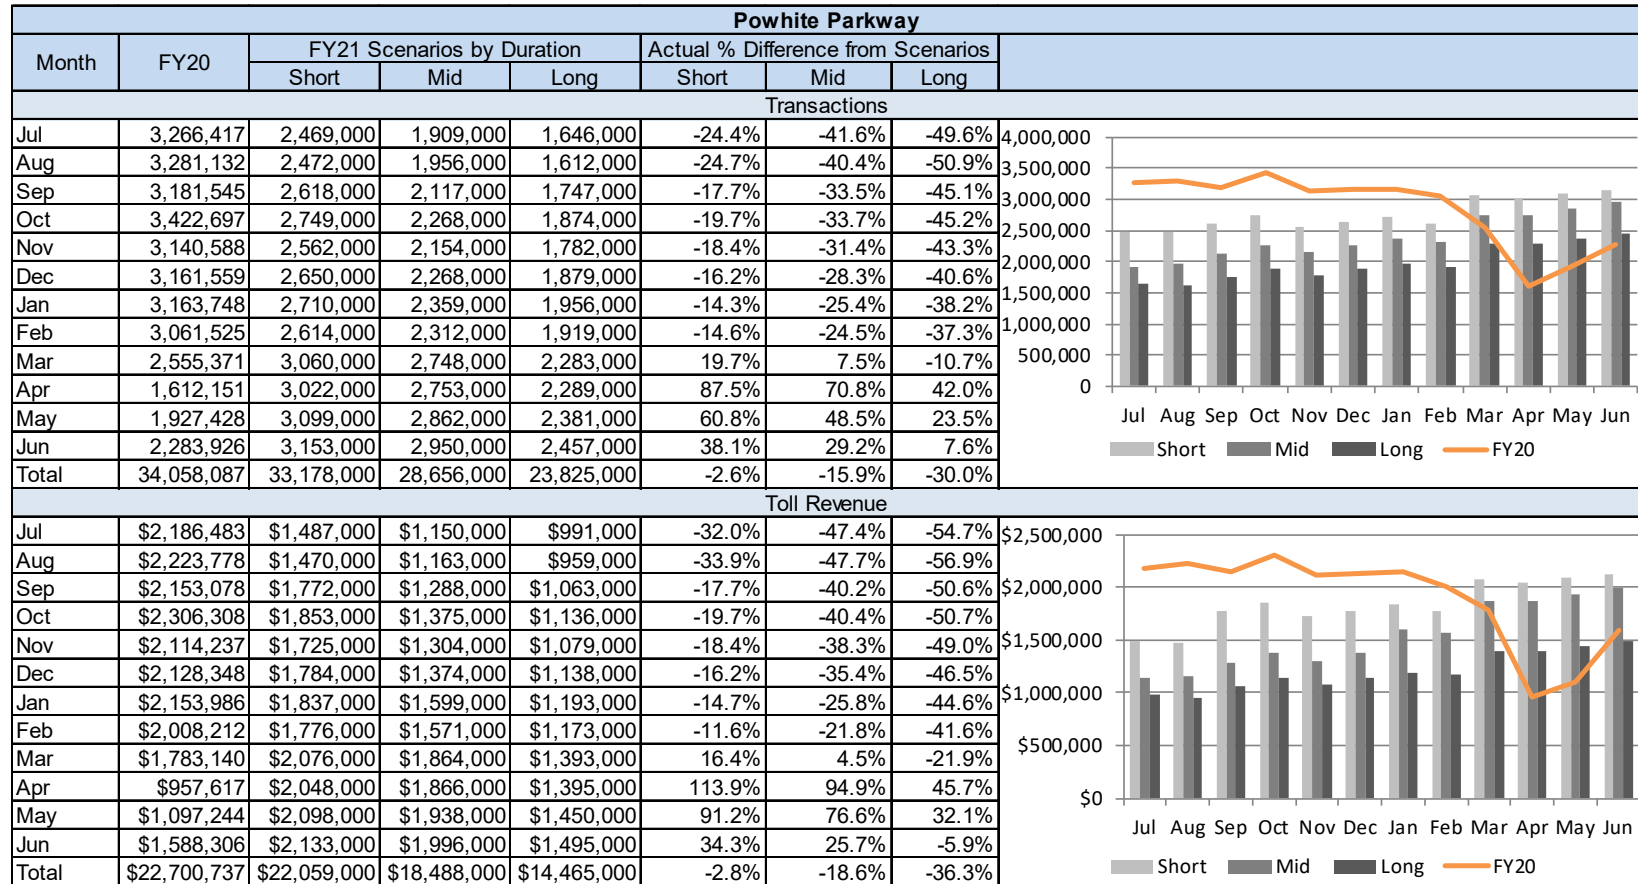 Powhite Parkway
Month FY20 FY21 Scenarios by Duration Actual % Difference from Scenarios
Short Mid Long Short Mid Long
Transactions
Jul 3,266,417 2,469,000 1,909,000 1,646,000 -24.4% -41.6% -49.6%
Aug 3,281,132 2,472,000 1,956,000 1,612,000 -24.7% -40.4% -50.9%
Sep 3,181,545 2,618,000 2,117,000 1,747,000 -17.7% -33.5% -45.1%
Oct 3,422,697 2,749,000 2,268,000 1,874,000 -19.7% -33.7% -45.2%
Nov 3,140,588 2,562,000 2,154,000 1,782,000 -18.4% -31.4% -43.3%
Dec 3,161,559 2,650,000 2,268,000 1,879,000 -16.2% -28.3% -40.6%
Jan 3,163,748 2,710,000 2,359,000 1,956,000 -14.3% -25.4% -38.2%
Feb 3,061,525 2,614,000 2,312,000 1,919,000 -14.6% -24.5% -37.3%
Mar 2,555,371 3,060,000 2,748,000 2,283,000 19.7% 7.5% -10.7%
Apr 1,612,151 3,022,000 2,753,000 2,289,000 87.5% 70.8% 42.0%
May 1,927,428 3,099,000 2,862,000 2,381,000 60.8% 48.5% 23.5%
Jun 2,283,926 3,153,000 2,950,000 2,457,000 38.1% 29.2% 7.6%
Total 34,058,087 33,178,000 28,656,000 23,825,000 -2.6% -15.9% -30.0%
4,000,000
3,500,000
3,000,000
2,500,000
2,000,000
1,500,000
1,000,000
500,000
0
Jul Aug Sep Oct Nov Dec Jan Feb Mar Apr May Jun
Short Mid Long FY20
Toll Revenue
Jul $2,186,483 $1,487,000 $1,150,000 $991,000 -32.0% -47.4% -54.7%
Aug $2,223,778 $1,470,000 $1,163,000 $959,000 -33.9% -47.7% -56.9%
Sep $2,153,078 $1,772,000 $1,288,000 $1,063,000 -17.7% -40.2% -50.6%
Oct $2,306,308 $1,853,000 $1,375,000 $1,136,000 -19.7% -40.4% -50.7%
Nov $2,114,237 $1,725,000 $1,304,000 $1,079,000 -18.4% -38.3% -49.0%
Dec $2,128,348 $1,784,000 $1,374,000 $1,138,000 -16.2% -35.4% -46.5%
Jan $2,153,986 $1,837,000 $1,599,000 $1,193,000 -14.7% -25.8% -44.6%
Feb $2,008,212 $1,776,000 $1,571,000 $1,173,000 -11.6% -21.8% -41.6%
Mar $1,783,140 $2,076,000 $1,864,000 $1,393,000 16.4% 4.5% -21.9%
Apr $957,617 $2,048,000 $1,866,000 $1,395,000 113.9% 94.9% 45.7%
May $1,097,244 $2,098,000 $1,938,000 $1,450,000 91.2% 76.6% 32.1%
Jun $1,588,306 $2,133,000 $1,996,000 $1,495,000 34.3% 25.7% -5.9%
Total $22,700,737 $22,059,000 $18,488,000 $14,465,000 -2.8% -18.6% -36.3%
$2,500,000
$2,000,000
$1,500,000
$1,000,000
$500,000
$0
Jul Aug Sep Oct Nov Dec Jan Feb Mar Apr May Jun
Short Mid Long FY20